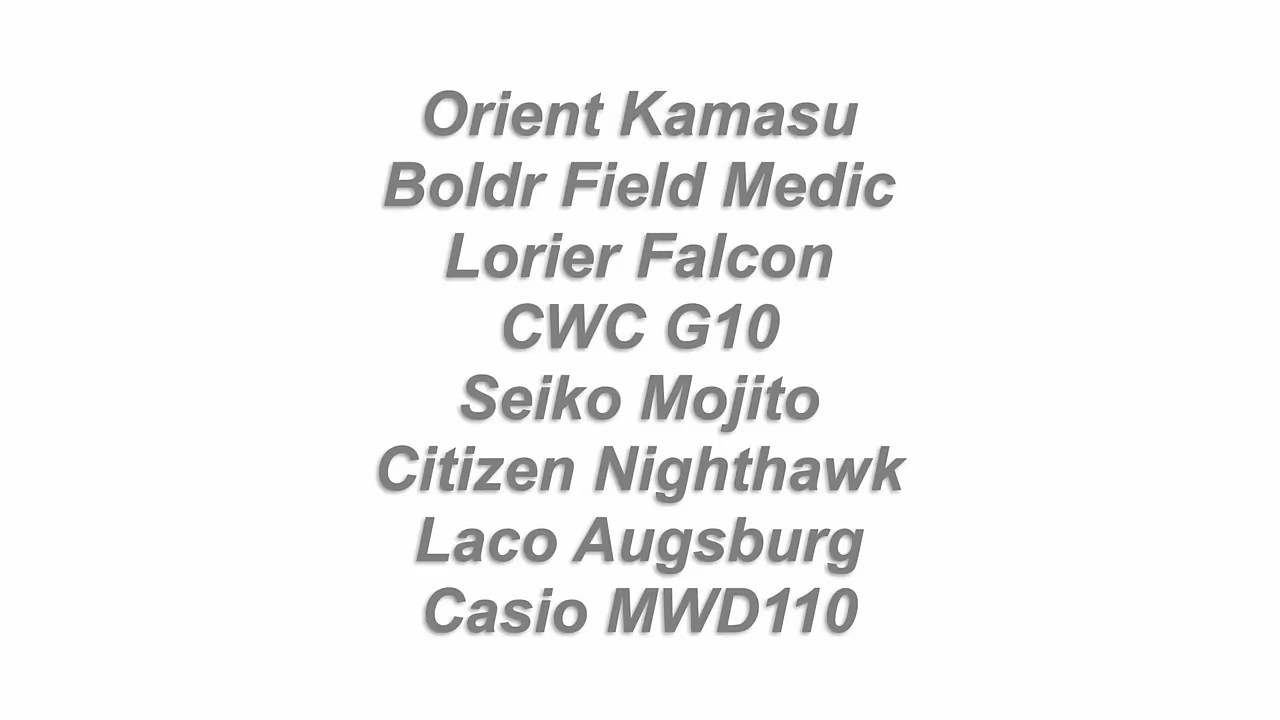 Orient Kamasu
Boldr Field Medic
Lorier Falcon
CWC G10
Seiko Mojito
Citizen Nighthawk
Laco Augsburg
Casio MWD110